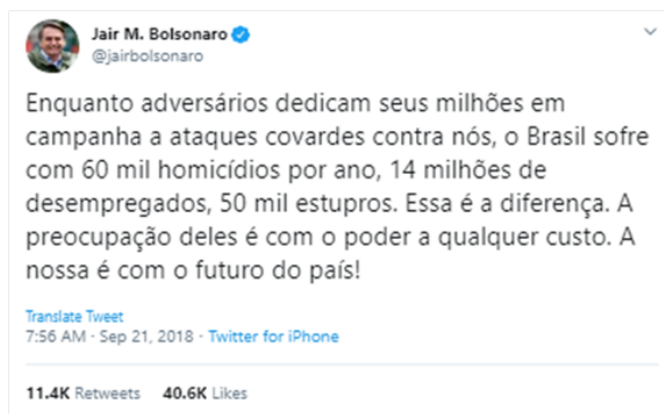 Jair M. Bolsonaro
@jairbolsonaro
Enquanto adversários dedicam seus milhões em
campanha a ataques covardes contra nós, o Brasil sofre
com 60 mil homicídios por ano, 14 milhões de
desempregados, 50 mil estupros. Essa é a diferença. A
preocupação deles é com o poder a qualquer custo. A
nossa é com o futuro do país!
Translate Tweet
7:56 AM · Sep 21, 2018 · Twitter for iPhone
11.4K Retweets 40.6K Likes